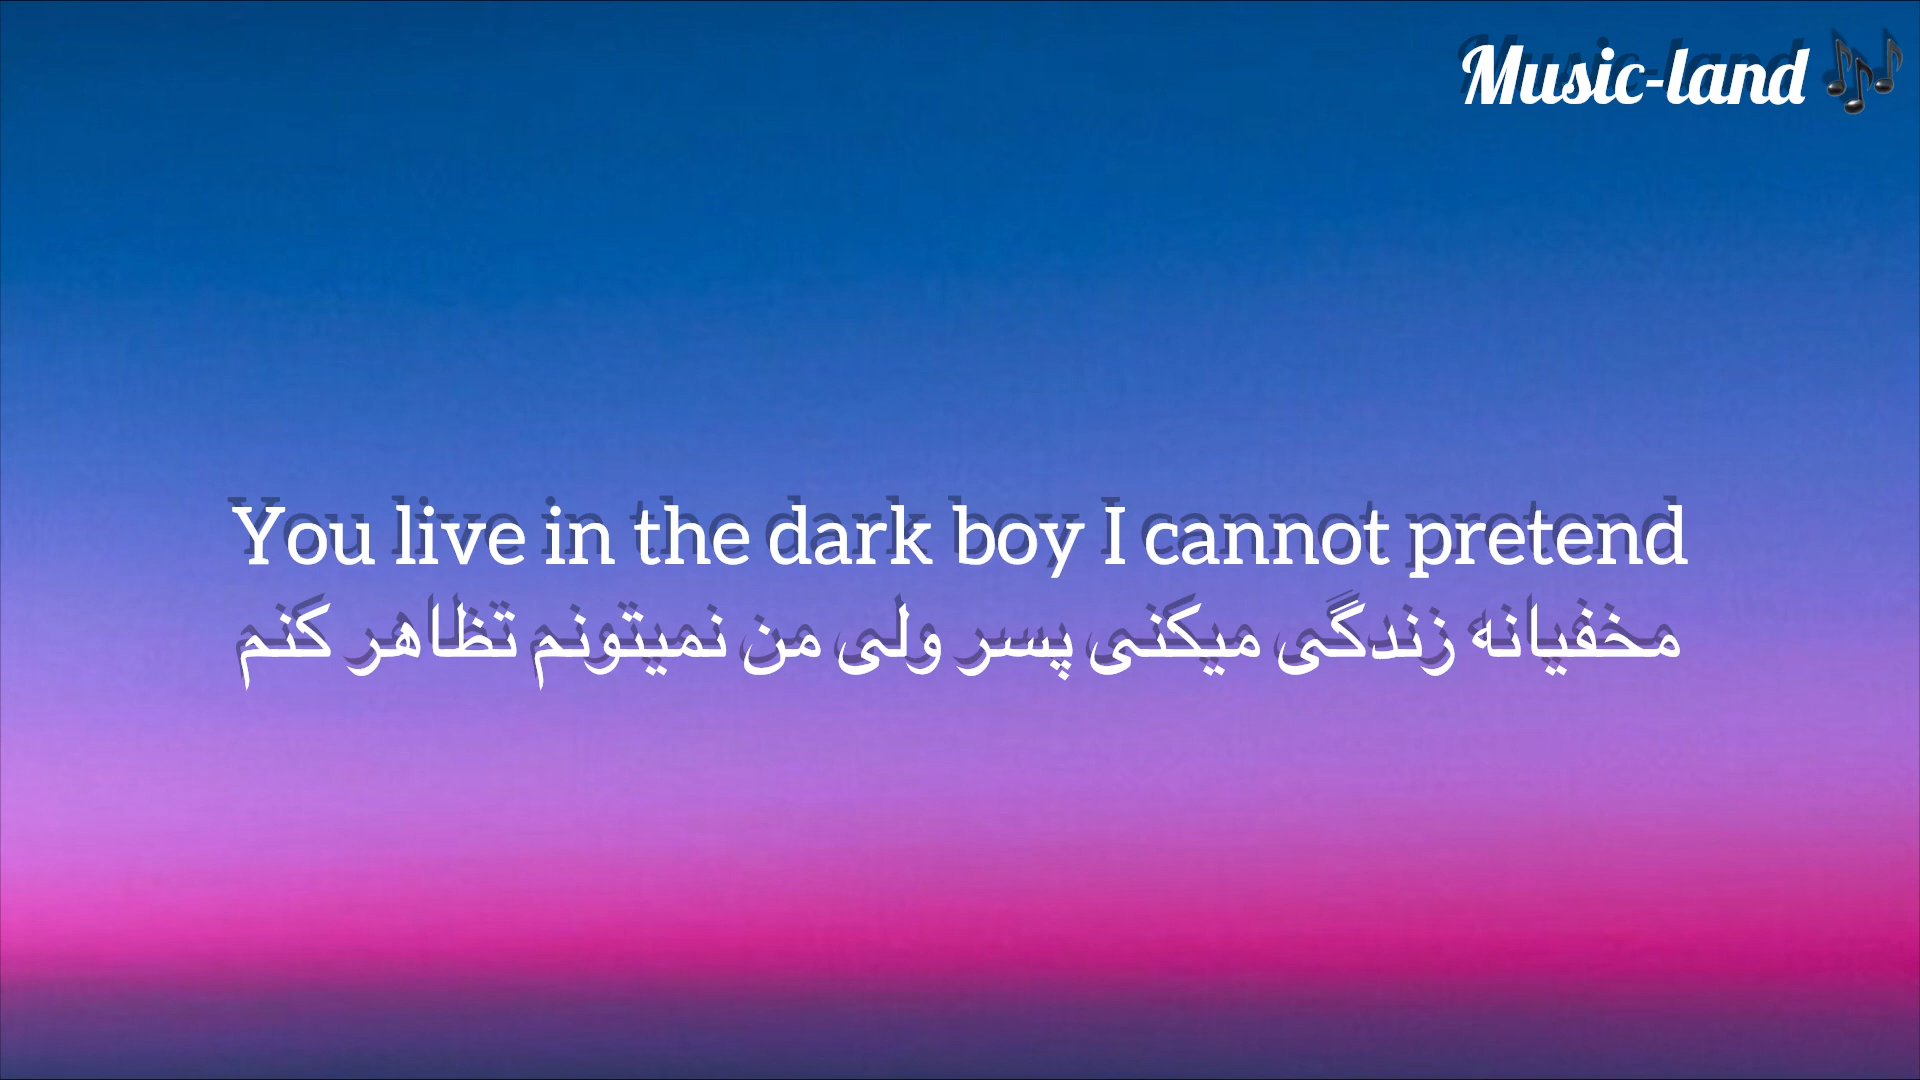 Music-land 🎶
You live in the dark boy I cannot pretend
مخفیانه زندگی میکنی پسر ولی من نمیتونم تظاهر کنم